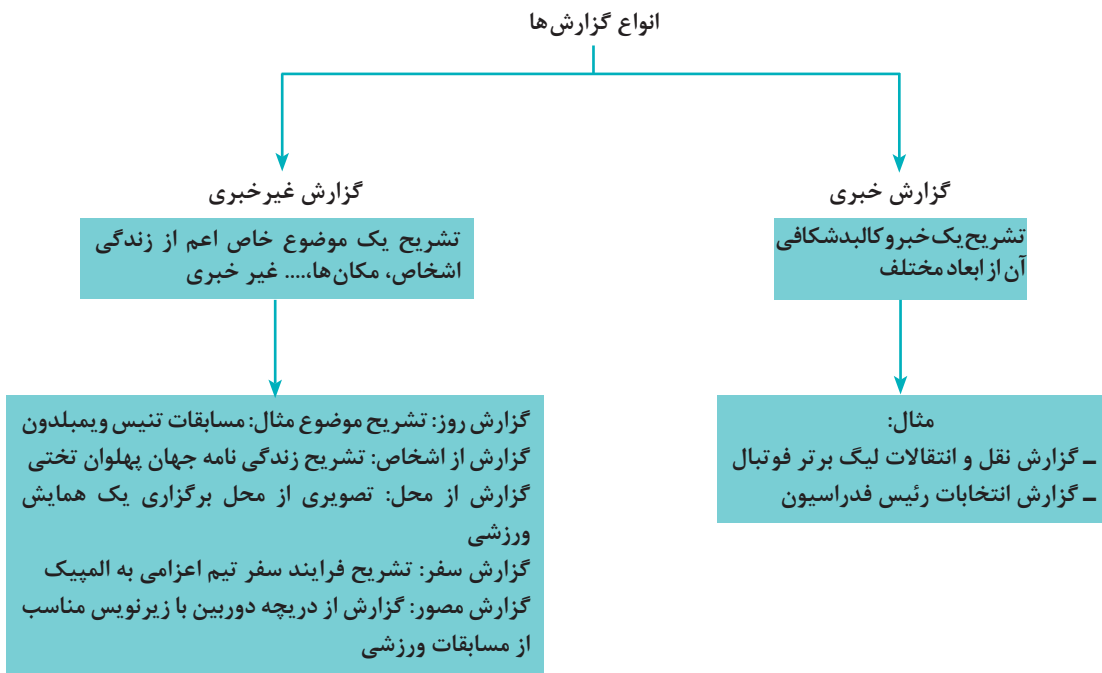 انواع گزارش‌ها
گزارش خبری
تشریح یک خبر و کالبدشکافی
آن از ابعاد مختلف
مثال:
ــ گزارش نقل و انتقالات لیگ برتر فوتبال
ــ گزارش انتخابات رئیس فدراسیون
گزارش غیرخبری
تشریح یک موضوع خاص اعم از زندگی
اشخاص، مکان‌ها،.... غیر خبری
گزارش روز: تشریح موضوع مثال: مسابقات تنیس ویمبلدون
گزارش از اشخاص: تشریح زندگی نامه جهان پهلوان تختی
گزارش از محل: تصویری از محل برگزاری یک همایش
ورزشی
گزارش سفر: تشریح فرایند سفر تیم اعزامی به المپیک
گزارش مصور: گزارش از دریچه دوربین با زیرنویس مناسب
از مسابقات ورزشی